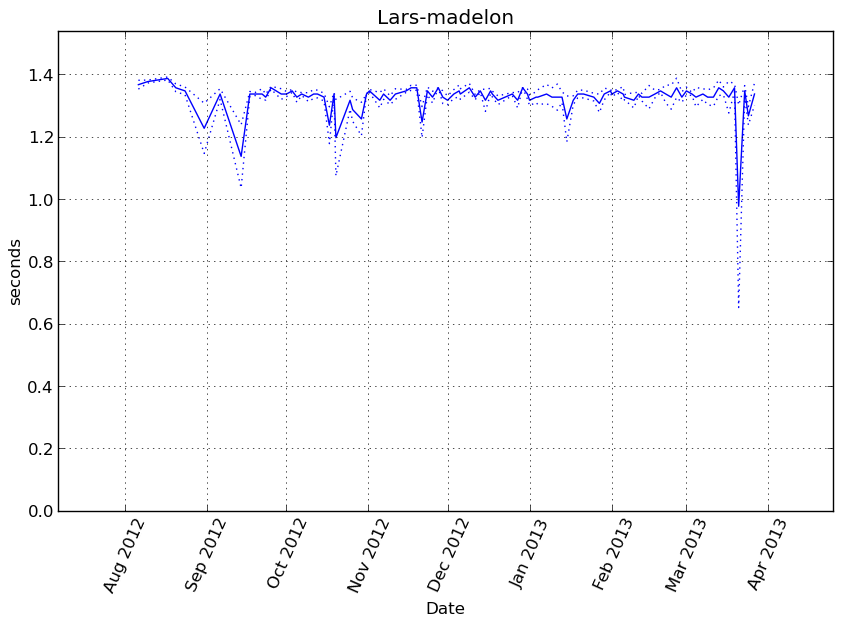 Lars-madelon
1.4
1.2
1.0
0.8
0.6
0.4
0.2
0.0
seconds
Aug 2012
Sep 2012
Oct 2012
Nov 2012
Dec 2012
Jan 2013
Feb 2013
Mar 2013
Apr 2013
Date